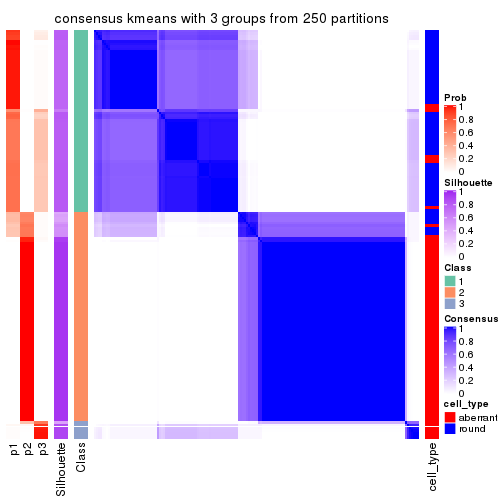 consensus kmeans with 3 groups from 250 partitions
Prob
1
0.8
0.6
0.4
0.2
0
Silhouette
1
0.8
0.6
0.4
0.2
0
Class
1
2
3
Consensus
1
0.8
0.6
0.4
0.2
0
cell_type
aberrant
round
p1
p2
p3
Silhouette
Class
cell_type